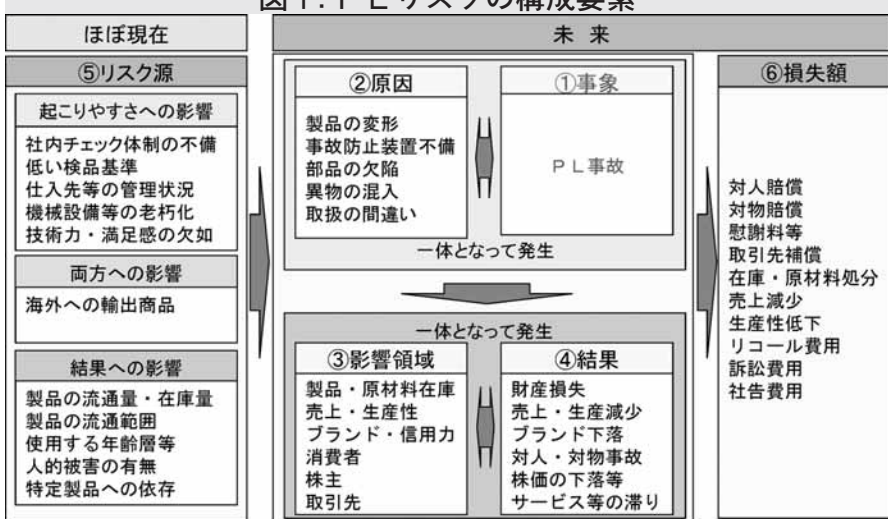 図1.PLリスクの構成要素
ほぼ現在
未 来
⑤リスク源
起こりやすさへの影響
社内チェック体制の不備
低い検品基準
仕入先等の管理状況
機械設備等の老朽化
技術力・満足感の欠如
両方への影響
海外への輸出商品
結果への影響
製品の流通量・在庫量
製品の流通範囲
使用する年齢層等
人的被害の有無
特定製品への依存
②原因
製品の変形
事故防止装置不備
部品の欠陥
異物の混入
取扱の間違い
①事象
PL事故
一体となって発生
一体となって発生
③影響領域
製品・原材料在庫
売上・生産性
ブランド・信用力
消費者
株主
取引先
④結果
財産損失
売上・生産減少
ブランド下落
対人・対物事故
株価の下落等
サービス等の滞り
⑥損失額
対人賠償
対物賠償
慰謝料等
取引先補償
在庫・原材料処分
売上減少
生産性低下
リコール費用
訴訟費用
社告費用